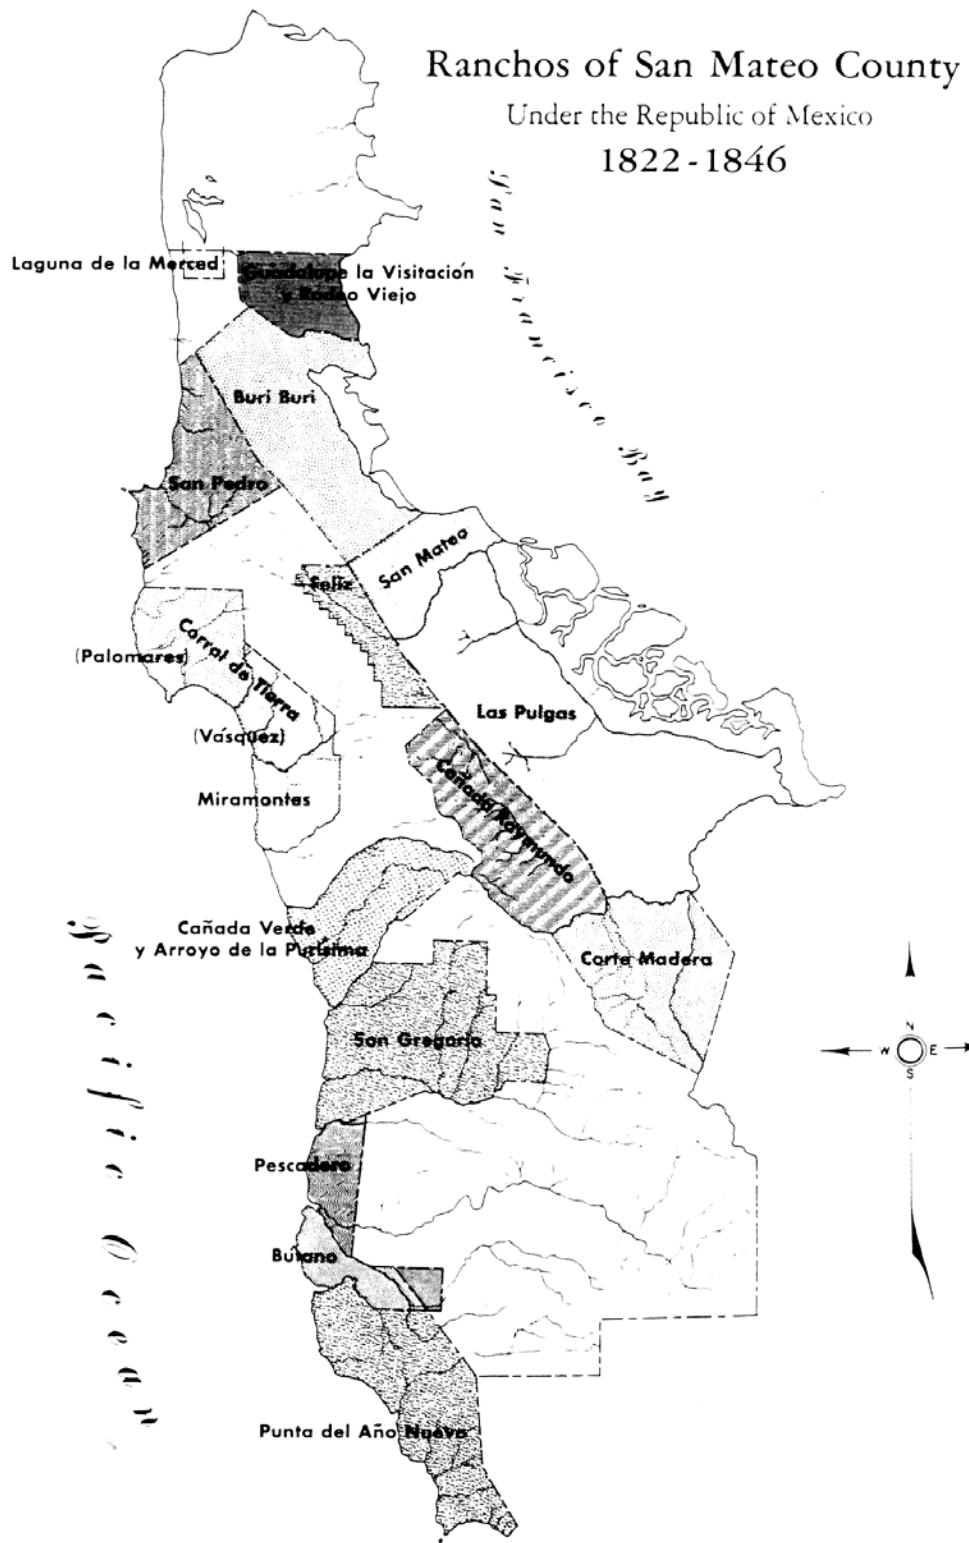 Ranchos of San Mateo County
Under the Republic of Mexico
1822-1846
San Francisco Bay
Laguna de la Merced
Guadalupe la Visitación
y Rodeo Viejo
Buri Buri
San Pedro
San Mateo
Feliz
Corral de Tierra
(Palomares)
(Vásquez)
Las Pulgas
Miramontes
Cañada Raymundo
Cañada Verde
y Arroyo de la Purísima
Corte Madera
San Gregorio
Pacific Ocean
N
W E
S
Pescadero
Butano
Punta del Año Nuevo